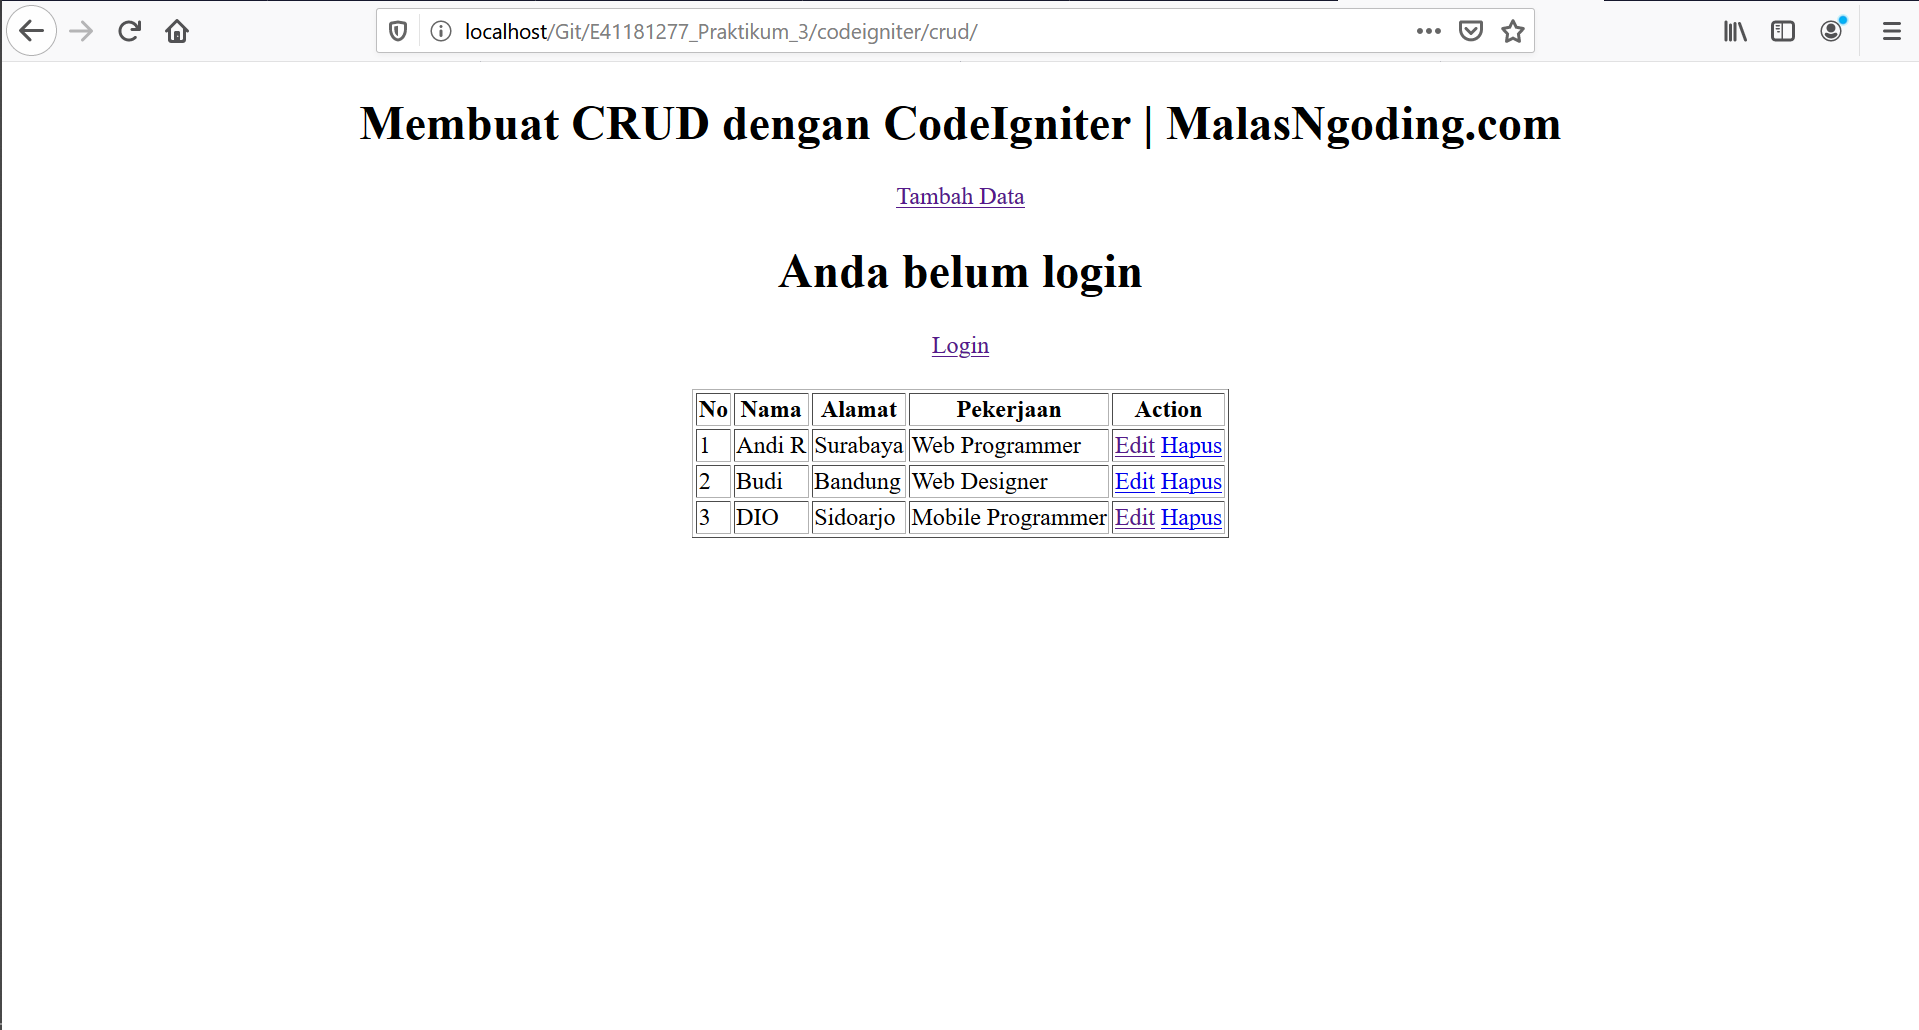 localhost/Git/E41181277_Praktikum_3/codeigniter/crud/
Membuat CRUD dengan CodeIgniter | MalasNgoding.com
Tambah Data
Anda belum login
Login
No Nama Alamat Pekerjaan Action
1 Andi R Surabaya Web Programmer Edit Hapus
2 Budi Bandung Web Designer Edit Hapus
3 DIO Sidoarjo Mobile Programmer Edit Hapus